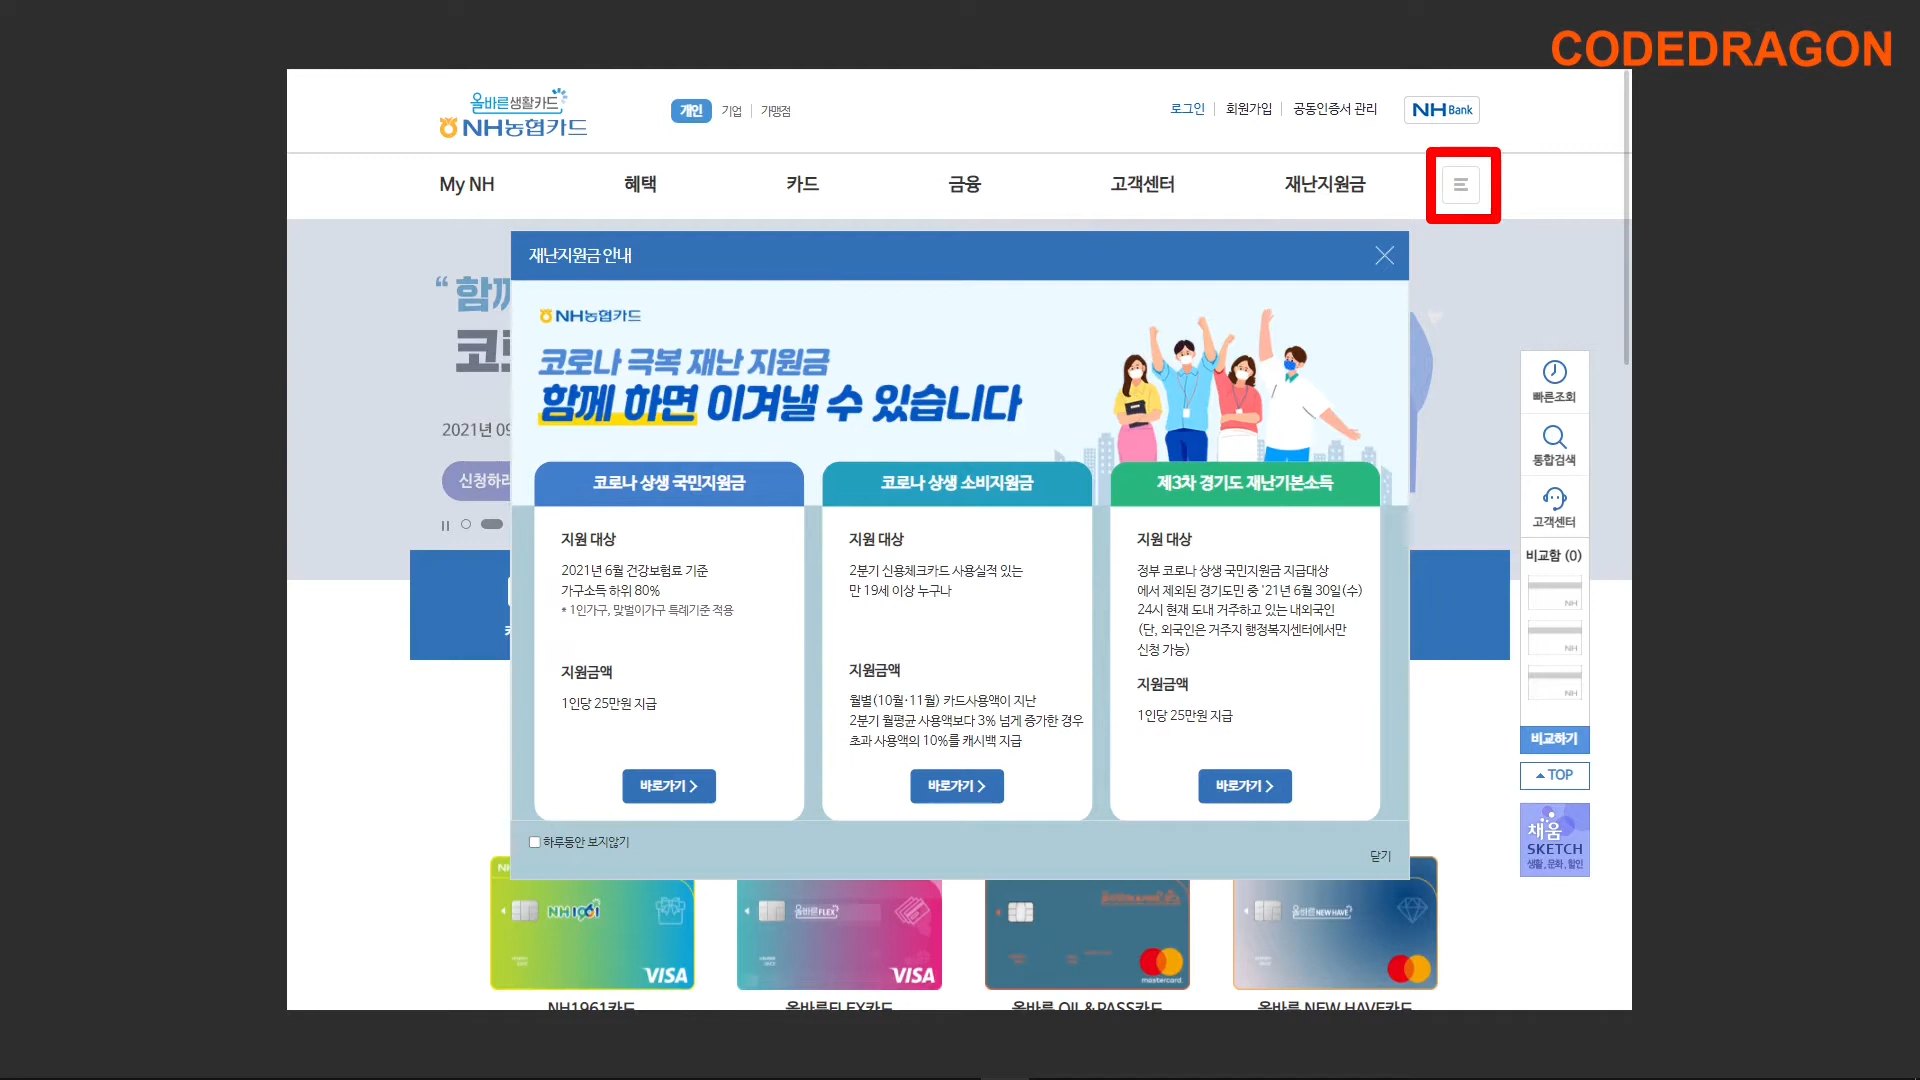 CODEDRAGON
올바른생활카드
NH농협카드
개인 기업 가맹점
로그인 회원가입 공동인증서 관리 NH Bank
My NH 혜택 카드 금융 고객센터 재난지원금
재난지원금 안내
“ 함께
2021년 09
신청하러
NH농협카드
코로나 극복 재난 지원금
함께 하면 이겨낼 수 있습니다
코로나 상생 국민지원금
지원 대상
2021년 6월 건강보험료 기준
가구소득 하위 80%
* 1인가구, 맞벌이가구 특례기준 적용
지원금액
1인당 25만원 지급
바로가기
코로나 상생 소비지원금
지원 대상
2분기 신용체크카드 사용실적 있는
만 19세 이상 누구나
지원금액
월별(10월·11월) 카드사용액이 지난
2분기 월평균 사용액보다 3% 넘게 증가한 경우
초과 사용액의 10%를 캐시백 지급
바로가기
제3차 경기도 재난기본소득
지원 대상
정부 코로나 상생 국민지원금 지급대상
에서 제외된 경기도민 중 '21년 6월 30일(수)
24시 현재 도내 거주하고 있는 내외국인
(단, 외국인은 거주지 행정복지센터에서만
신청 가능)
지원금액
1인당 25만원 지급
바로가기
하루동안 보지않기
닫기
빠른조회
통합검색
고객센터
비교함 (0)
NH
NH
NH
비교하기
TOP
채움
SKETCH
생활, 문화, 할인
NH1961
VISA
올바른FLEX
VISA
mastercard
올바른NEW HAVE
NH1961카드 올바른FLEX카드 올바른 OIL&PASS카드 올바른 NEW HAVE카드